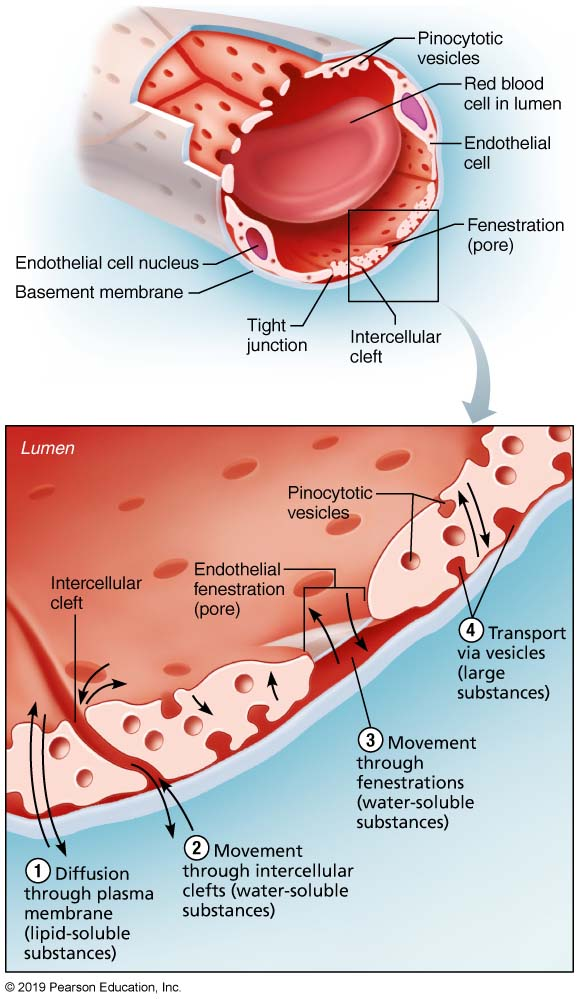 Pinocytotic
vesicles
Red blood
cell in lumen
Endothelial
cell
Fenestration
(pore)
Endothelial cell nucleus
Basement membrane
Tight
junction
Intercellular
cleft
Lumen
Pinocytotic
vesicles
Endothelial
fenestration
(pore)
Intercellular
cleft
4 Transport
via vesicles
(large
substances)
3 Movement
through
fenestrations
(water-soluble
substances)
2 Movement
through intercellular
clefts (water-soluble
substances)
1 Diffusion
through plasma
membrane
(lipid-soluble
substances)
© 2019 Pearson Education, Inc.